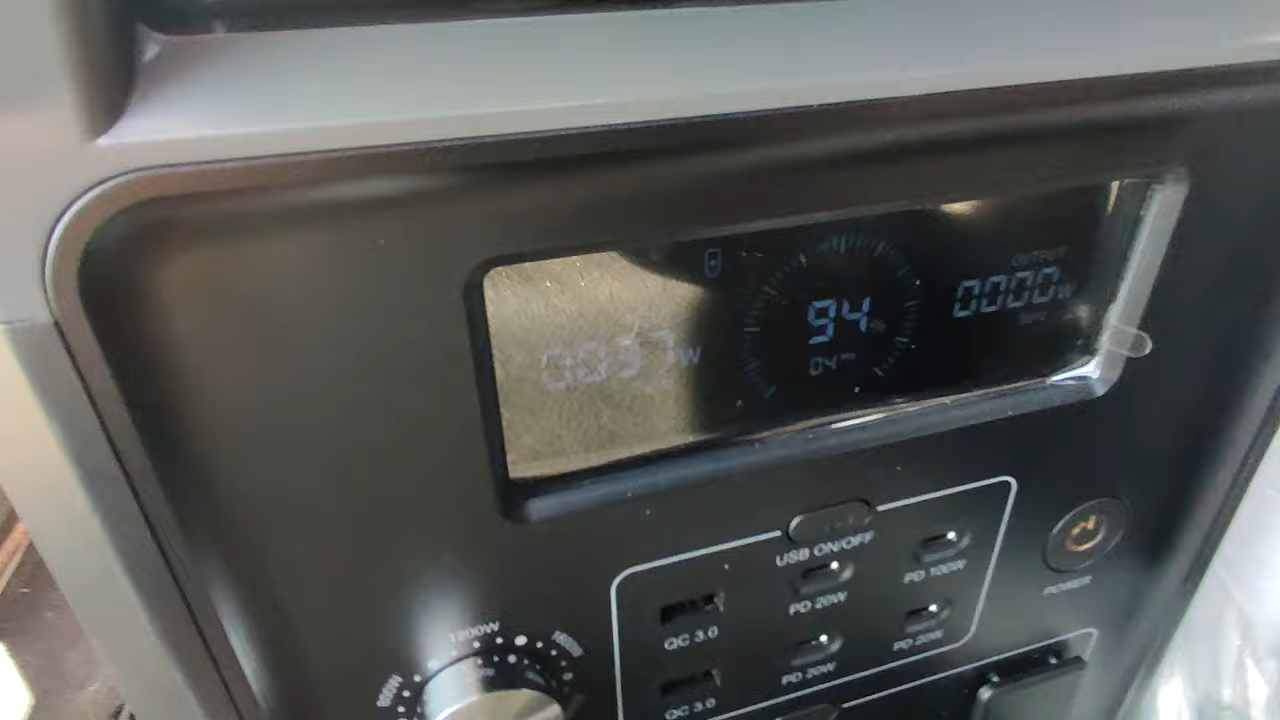 OUTPUT
0000W
94%
04
0037W
USB ON/OFF
PD 100W
PD 20W
POWER
QC 3.0
PD 20W
PD 20W
1200W
QC 3.0